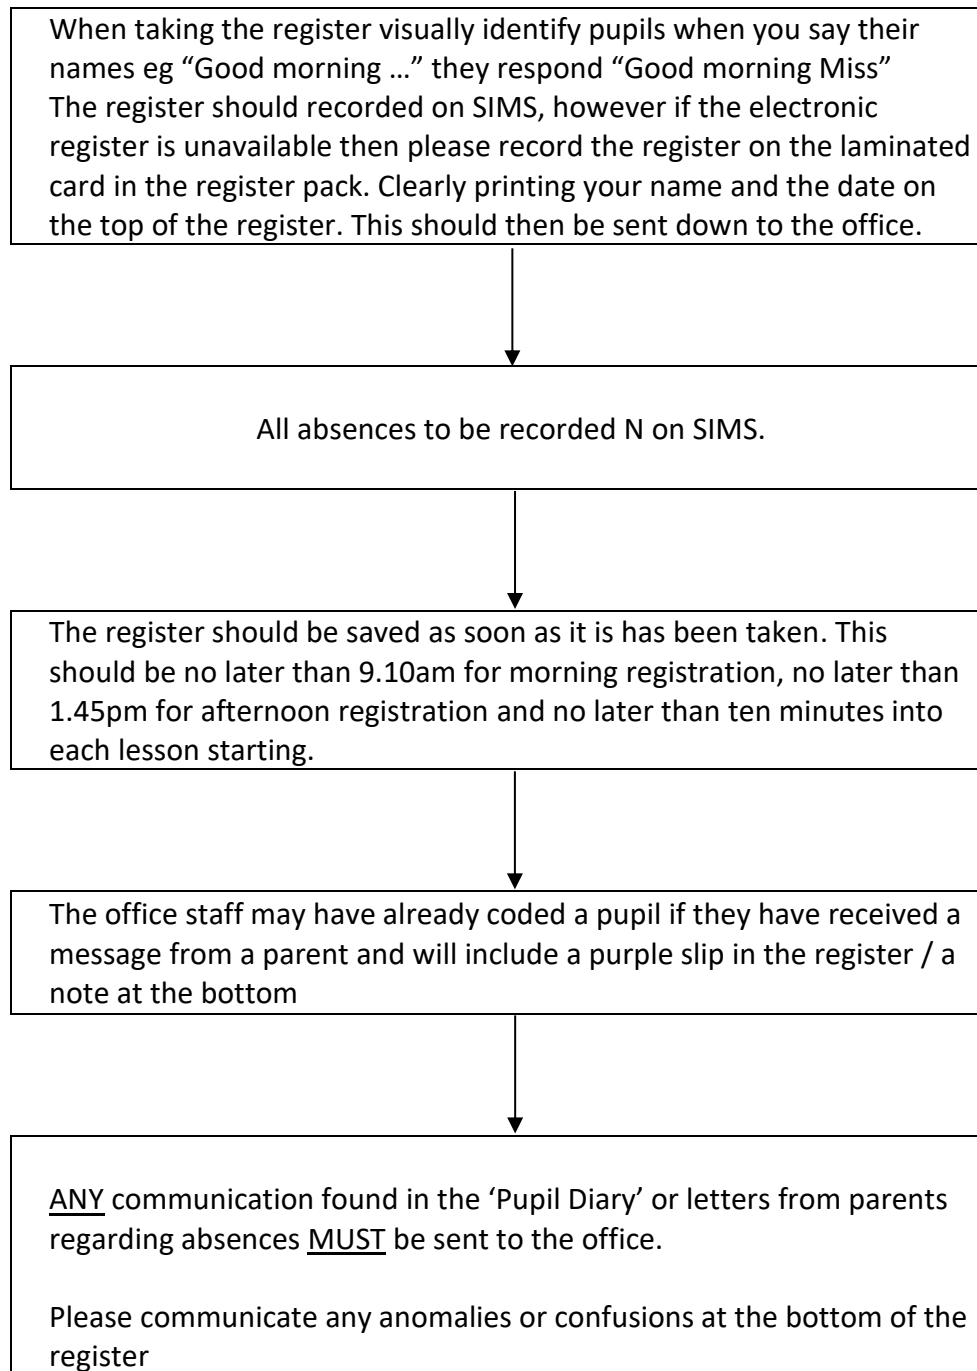 When taking the register visually identify pupils when you say their
names eg “Good morning …” they respond “Good morning Miss”
The register should recorded on SIMS, however if the electronic
register is unavailable then please record the register on the laminated
card in the register pack. Clearly printing your name and the date on
the top of the register. This should then be sent down to the office.
All absences to be recorded N on SIMS.
The register should be saved as soon as it is has been taken. This
should be no later than 9.10am for morning registration, no later than
1.45pm for afternoon registration and no later than ten minutes into
each lesson starting.
The office staff may have already coded a pupil if they have received a
message from a parent and will include a purple slip in the register / a
note at the bottom
ANY communication found in the ‘Pupil Diary’ or letters from parents
regarding absences MUST be sent to the office.
Please communicate any anomalies or confusions at the bottom of the
register